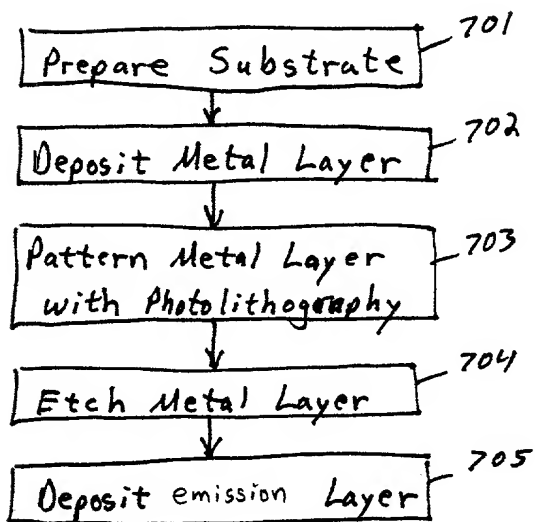 701
Prepare Substrate
702
Deposit Metal Layer
703
Pattern Metal Layer
with Photolithography
704
Etch Metal Layer
705
Deposit emission Layer